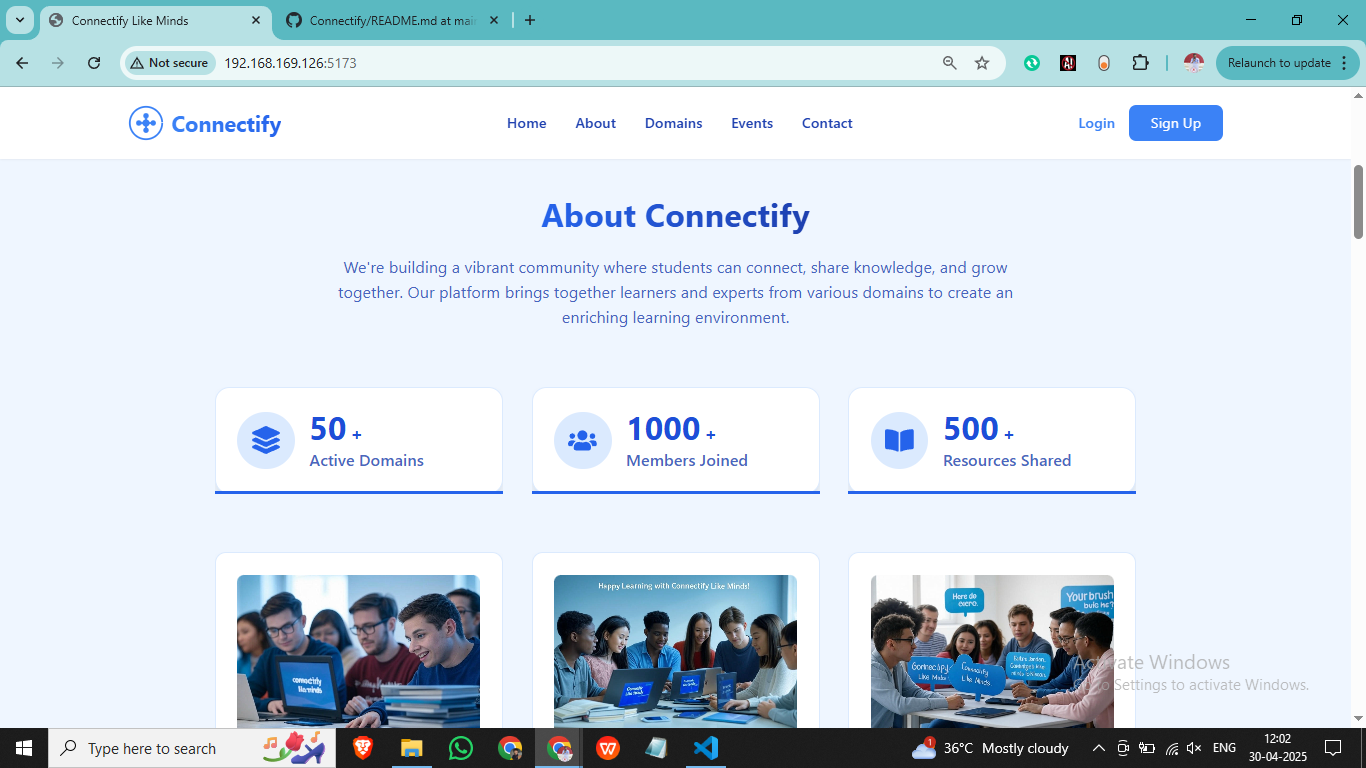 Connectify Like Minds
Connectify/README.md at mai
Not secure
192.168.169.126:5173
Relaunch to update
Connectify
Home
About
Domains
Events
Contact
Login
Sign Up
About Connectify
We're building a vibrant community where students can connect, share knowledge, and grow
together. Our platform brings together learners and experts from various domains to create an
enriching learning environment.
50 +
Active Domains
1000 +
Members Joined
500 +
Resources Shared
Happy Learning with Connectify Like Minds!
Here do
Your brush
Like
Like Minds
Activate Windows
Go to Settings to activate Windows.
Type here to search
1
36°C Mostly cloudy
ENG
12:02
30-04-2025